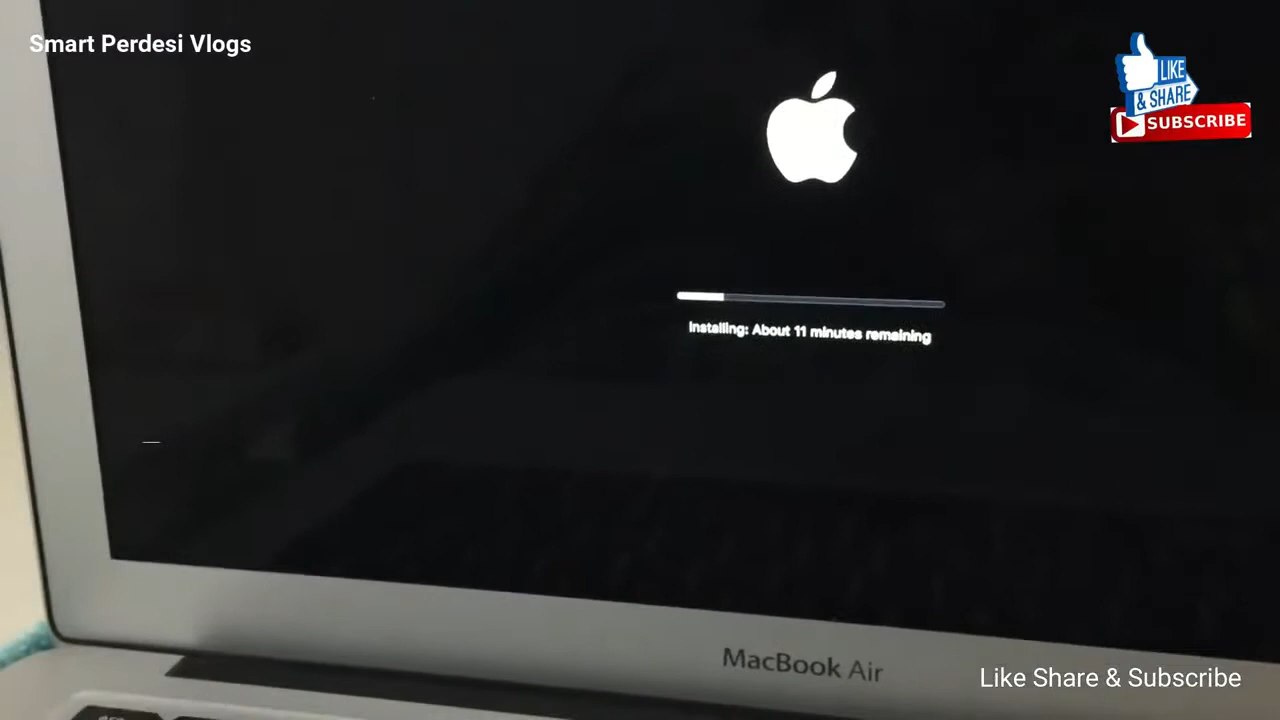 Smart Perdesi Vlogs
LIKE
& SHARE
SUBSCRIBE
Installing: About 11 minutes remaining
MacBook Air
Like Share & Subscribe